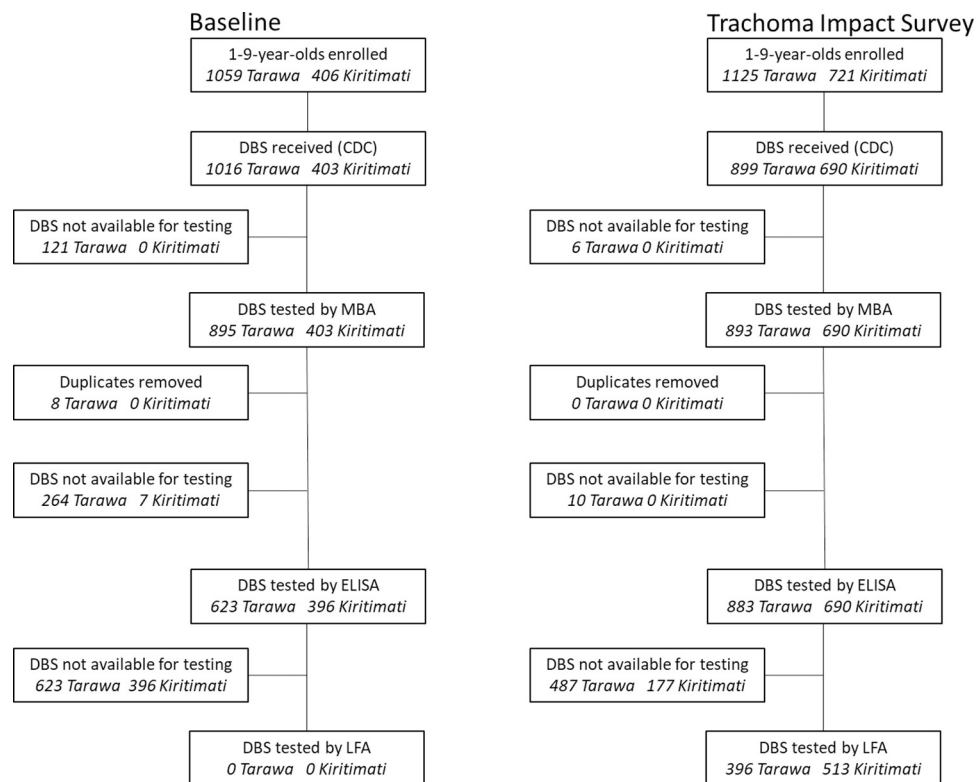 Baseline
1-9-year-olds enrolled
1059 Tarawa 406 Kiritimati
DBS received (CDC)
1016 Tarawa 403 Kiritimati
DBS not available for testing
121 Tarawa 0 Kiritimati
DBS tested by MBA
895 Tarawa 403 Kiritimati
Duplicates removed
8 Tarawa 0 Kiritimati
DBS not available for testing
264 Tarawa 7 Kiritimati
DBS tested by ELISA
623 Tarawa 396 Kiritimati
DBS not available for testing
623 Tarawa 396 Kiritimati
DBS tested by LFA
0 Tarawa 0 Kiritimati
Trachoma Impact Survey
1-9-year-olds enrolled
1125 Tarawa 721 Kiritimati
DBS received (CDC)
899 Tarawa 690 Kiritimati
DBS not available for testing
6 Tarawa 0 Kiritimati
DBS tested by MBA
893 Tarawa 690 Kiritimati
Duplicates removed
0 Tarawa 0 Kiritimati
DBS not available for testing
10 Tarawa 0 Kiritimati
DBS tested by ELISA
883 Tarawa 690 Kiritimati
DBS not available for testing
487 Tarawa 177 Kiritimati
DBS tested by LFA
396 Tarawa 513 Kiritimati